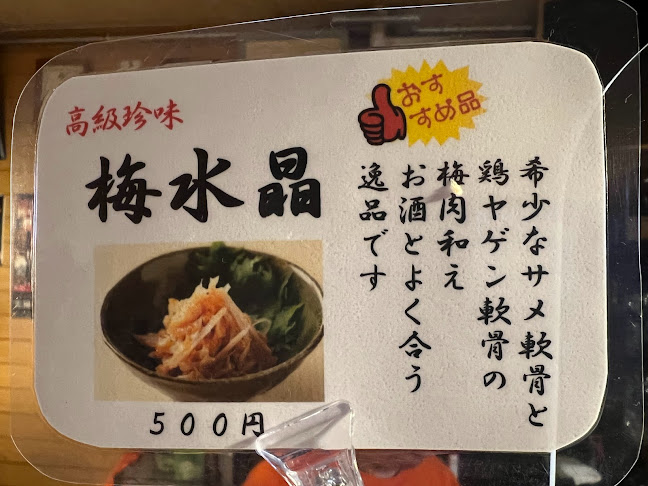 高級珍味
梅水晶
５００円
おす
すめ品
希少なサメ軟骨と
鶏ヤゲン軟骨の
梅肉和え
お酒とよく合う
逸品です